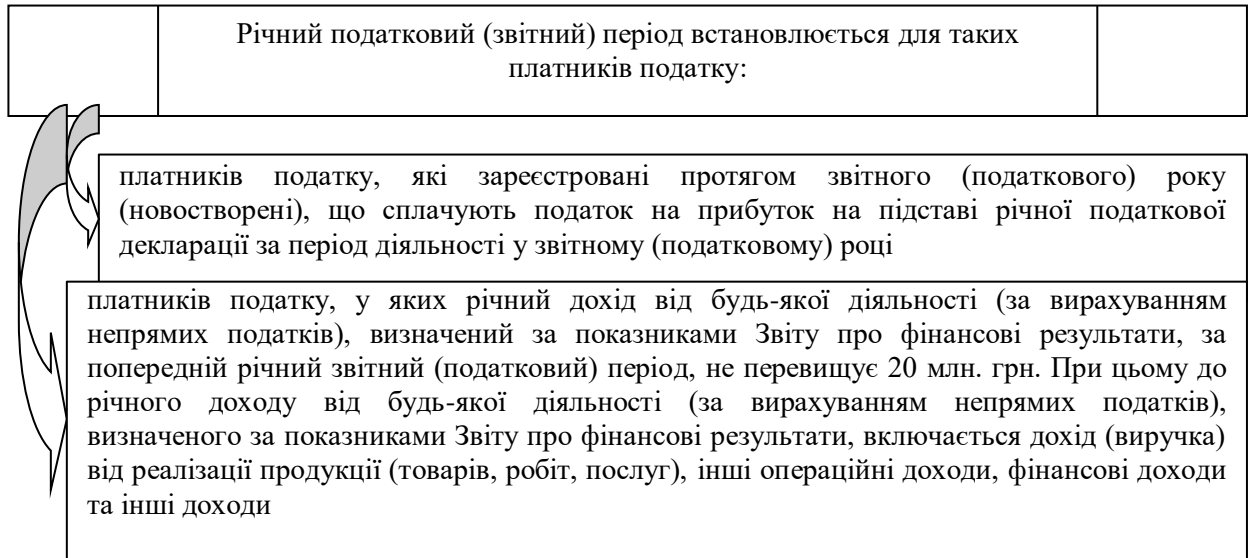 Річний податковий (звітний) період встановлюється для таких
платників податку:
платників податку, які зареєстровані протягом звітного (податкового) року
(новостворені), що сплачують податок на прибуток на підставі річної податкової
декларації за період діяльності у звітному (податковому) році
платників податку, у яких річний дохід від будь-якої діяльності (за вирахуванням
непрямих податків), визначений за показниками Звіту про фінансові результати, за
попередній річний звітний (податковий) період, не перевищує 20 млн. грн. При цьому до
річного доходу від будь-якої діяльності (за вирахуванням непрямих податків),
визначеного за показниками Звіту про фінансові результати, включається дохід (виручка)
від реалізації продукції (товарів, робіт, послуг), інші операційні доходи, фінансові доходи
та інші доходи